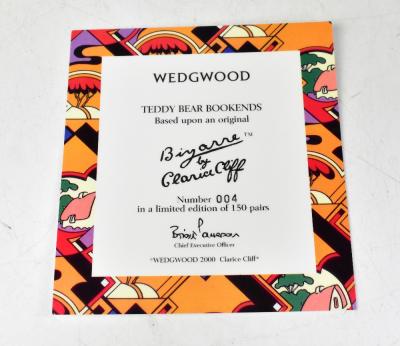 WEDGWOOD
TEDDY BEAR BOOKENDS
Based upon an original
Bizarre™
by
Clarice Cliff
Number 004
in a limited edition of 150 pairs
Chief Executive Officer
"WEDGWOOD 2000 Clarice Cliff"